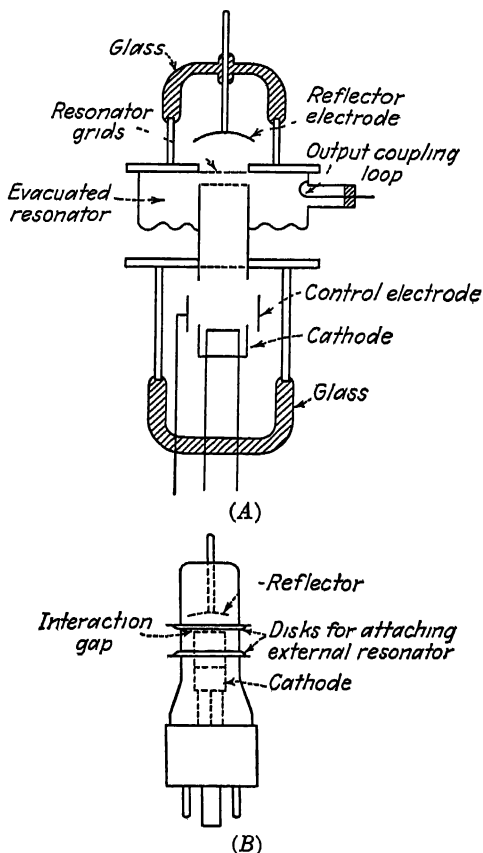 Glass
Resonator
grids
Reflector
electrode
Output coupling
loop
Evacuated
resonator
Control electrode
Cathode
Glass
(A)
Reflector
Interaction
gap
Disks for attaching
external resonator
Cathode
(B)